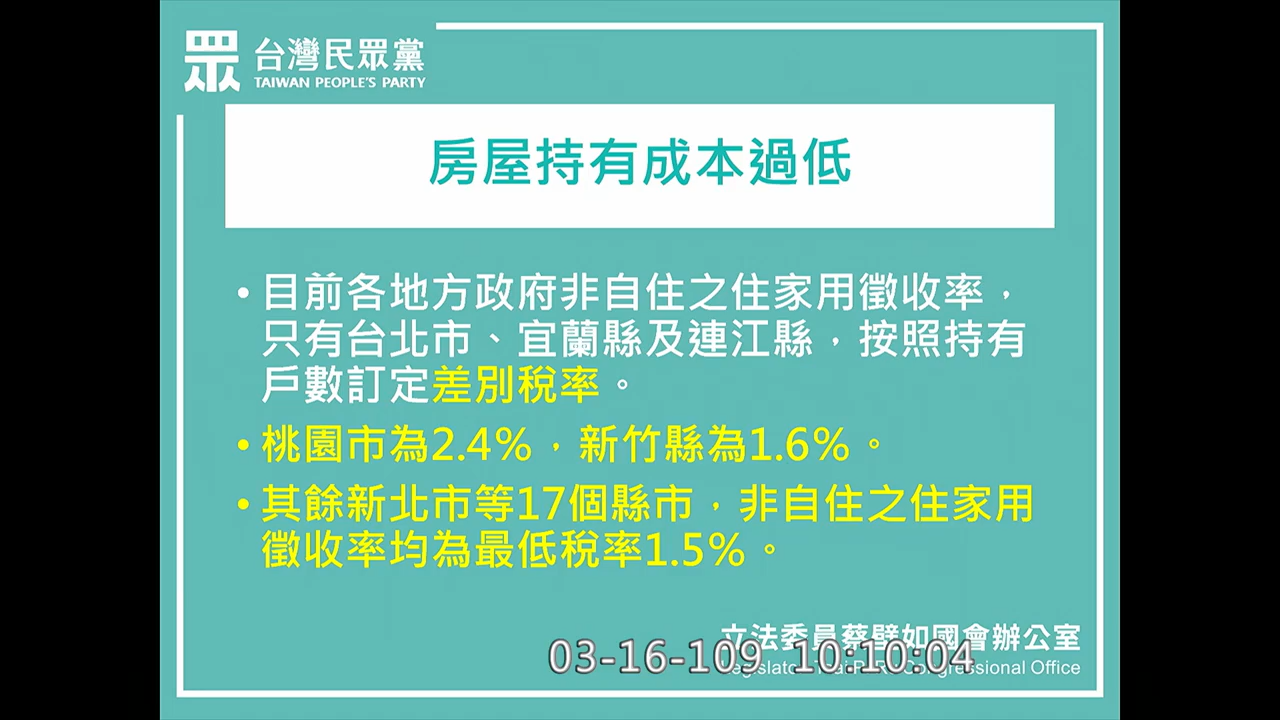 眾 台灣民眾黨
TAIWAN PEOPLE'S PARTY
房屋持有成本過低
•目前各地方政府非自住之住家用徵收率，
只有台北市、宜蘭縣及連江縣，按照持有
戶數訂定差別稅率。
•桃園市為2.4%，新竹縣為1.6%。
•其餘新北市等17個縣市，非自住之住家用
徵收率均為最低稅率1.5%。
立法委員蔡壁如國會辦公室
Congressional Office
03-16-109 10:10:04